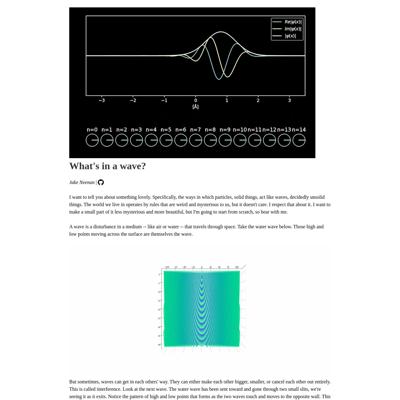 Re|ψ(x)|
Im|ψ(x)|
|ψ(x)|
−3 −2 −1 0 1 2 3
[Å]
n=0 n=1 n=2 n=3 n=4 n=5 n=6 n=7 n=8 n=9 n=10 n=11 n=12 n=13 n=14
What's in a wave?
Jake Neenan |
I want to tell you about something lovely. Specifically, the ways in which particles, solid things, act like waves, decidedly unsolid
things. The world we live in operates by rules that are weird and mysterious to us, but it doesn't care. I respect that about it. I want to
make a small part of it less mysterious and more beautiful, but I'm going to start from scratch, so bear with me.
A wave is a disturbance in a medium -- like air or water -- that travels through space. Take the water wave below. Those high and
low points moving across the surface are themselves the wave.
But sometimes, waves can get in each others' way. They can either make each other bigger, smaller, or cancel each other out entirely.
This is called interference. Look at the next wave. The water wave has been sent toward and gone through two small slits, we're
seeing it as it exits. Notice the pattern of high and low points that forms as the two waves touch and moves to the opposite wall. This